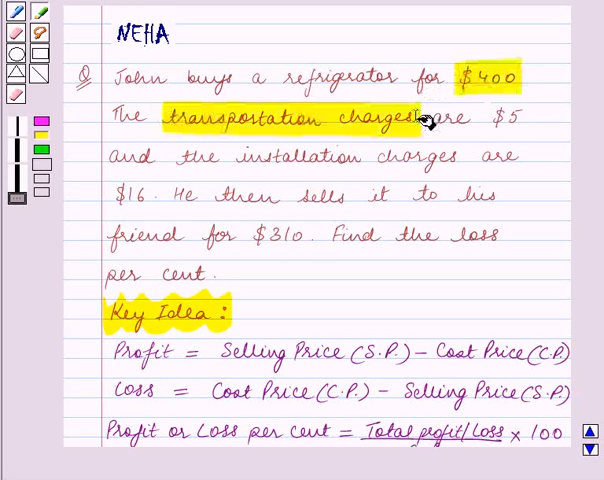 NEHA
Q John buys a refrigerator for $400
The transportation charges are $5
and the installation charges are
$16. He then sells it to his
friend for $310. Find the loss
per cent.
Key Idea :
Profit = Selling Price (S.P.) - Cost Price (C.P.)
Loss = Cost Price (C.P.) - Selling Price (S.P.)
Profit or Loss per cent = Total profit/Loss × 100